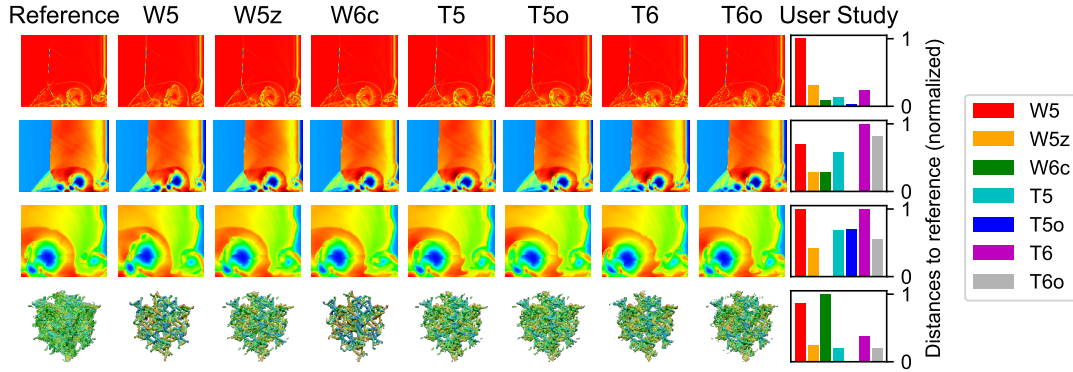 Reference W5 W5z W6c T5 T5o T6 T6o User Study
1
0
1
0
1
0
1
0
Distances to reference (normalized)
W5
W5z
W6c
T5
T5o
T6
T6o